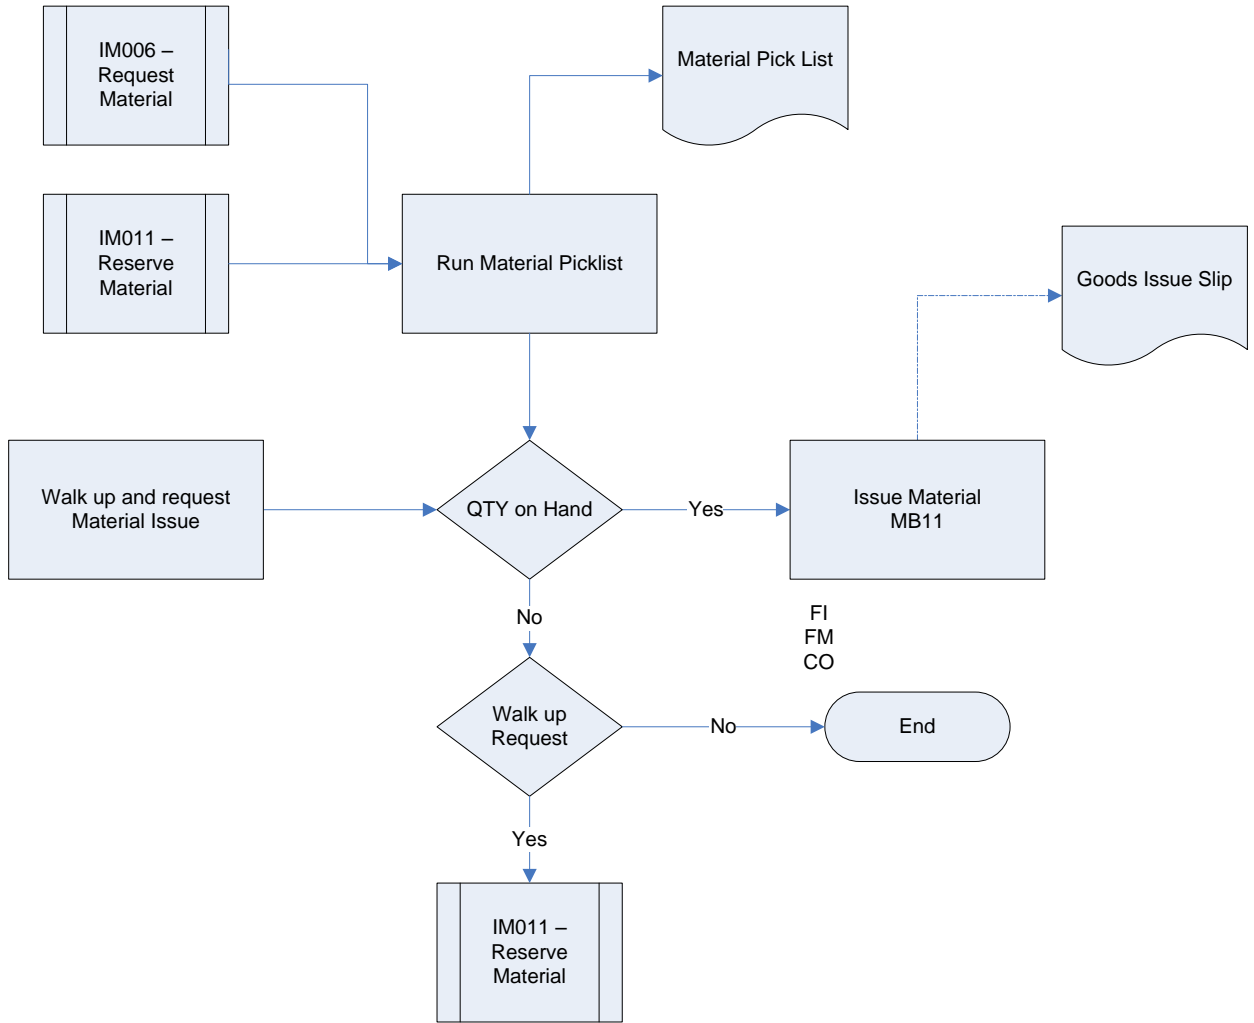 IM006 –
Request
Material
Material Pick List
IM011 –
Reserve
Material
Run Material Picklist
Goods Issue Slip
Walk up and request
Material Issue
QTY on Hand
Yes
Issue Material
MB11
No
FI
FM
CO
Walk up
Request
No
End
Yes
IM011 –
Reserve
Material